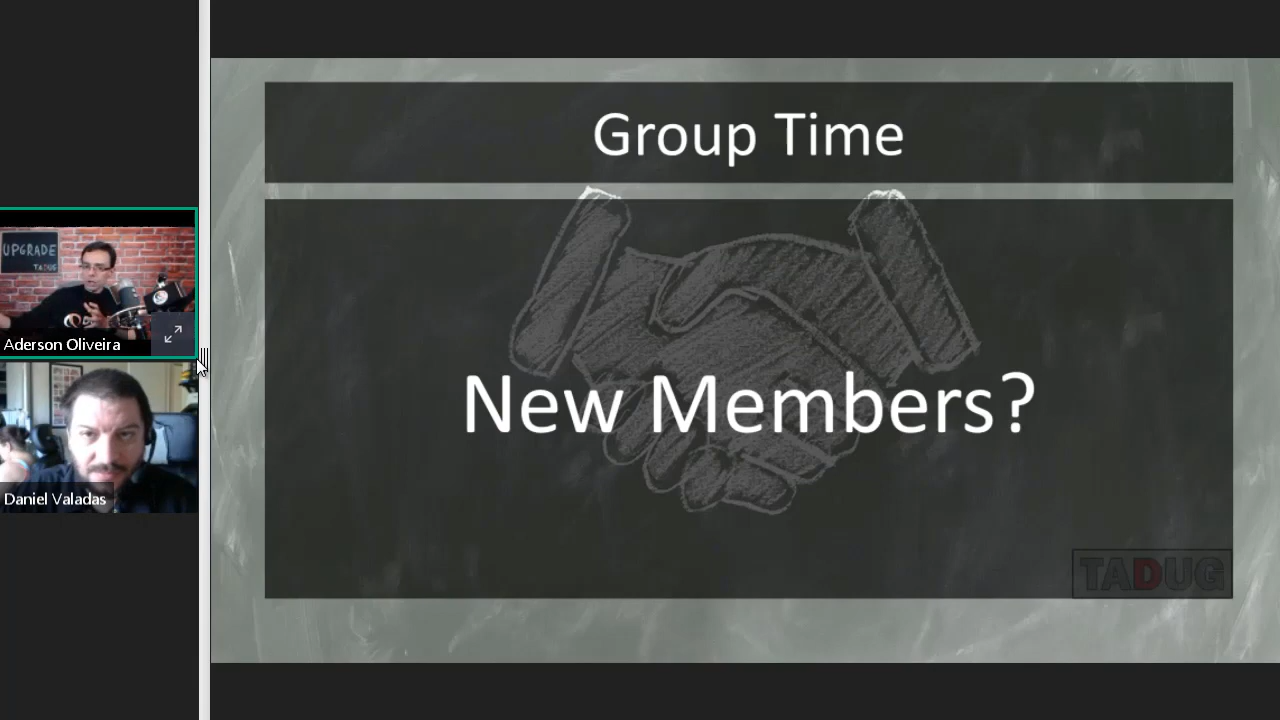 Group Time
New Members?
TADUG
UPGRADE
TADUG
Aderson Oliveira
Daniel Valadas